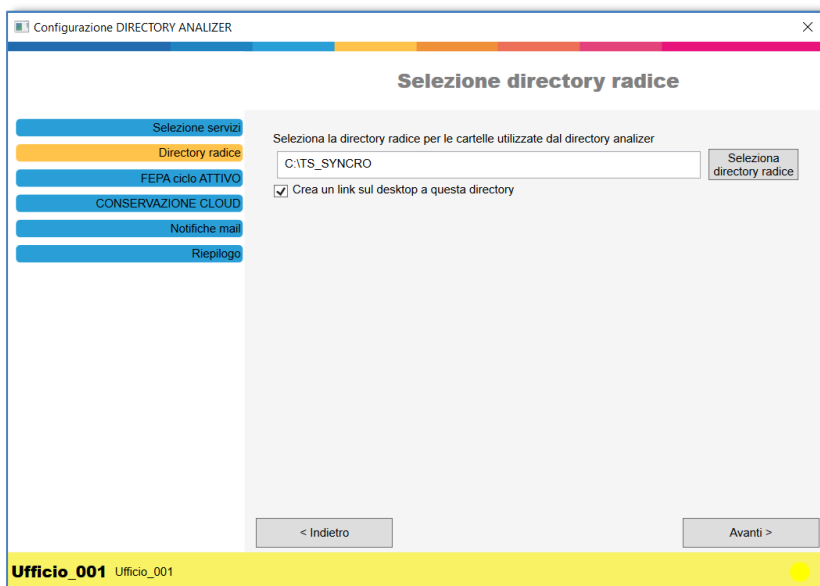 Configurazione DIRECTORY ANALIZER
Selezione directory radice
Selezione servizi
Directory radice
FEPA ciclo ATTIVO
CONSERVAZIONE CLOUD
Notifiche mail
Riepilogo
Seleziona la directory radice per le cartelle utilizzate dal directory analizer
C:\TS_SYNCRO
Seleziona
directory radice
Crea un link sul desktop a questa directory
< Indietro
Avanti >
Ufficio_001 Ufficio_001